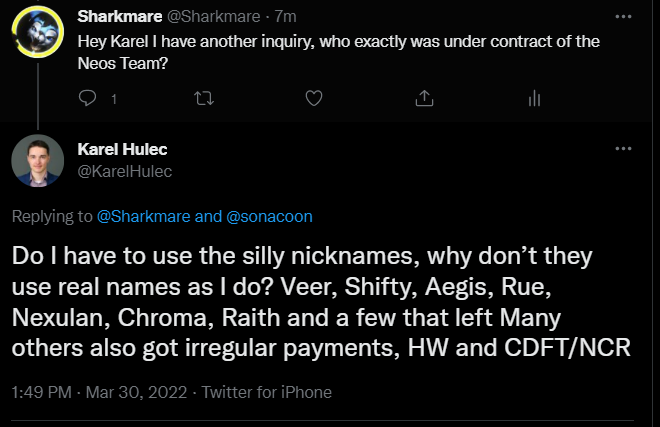 Sharkmare @Sharkmare · 7m
Hey Karel I have another inquiry, who exactly was under contract of the
Neos Team?
1
Karel Hulec
@KarelHulec
Replying to @Sharkmare and @sonacoon
Do I have to use the silly nicknames, why don’t they
use real names as I do? Veer, Shifty, Aegis, Rue,
Nexulan, Chroma, Raith and a few that left Many
others also got irregular payments, HW and CDFT/NCR
1:49 PM · Mar 30, 2022 · Twitter for iPhone